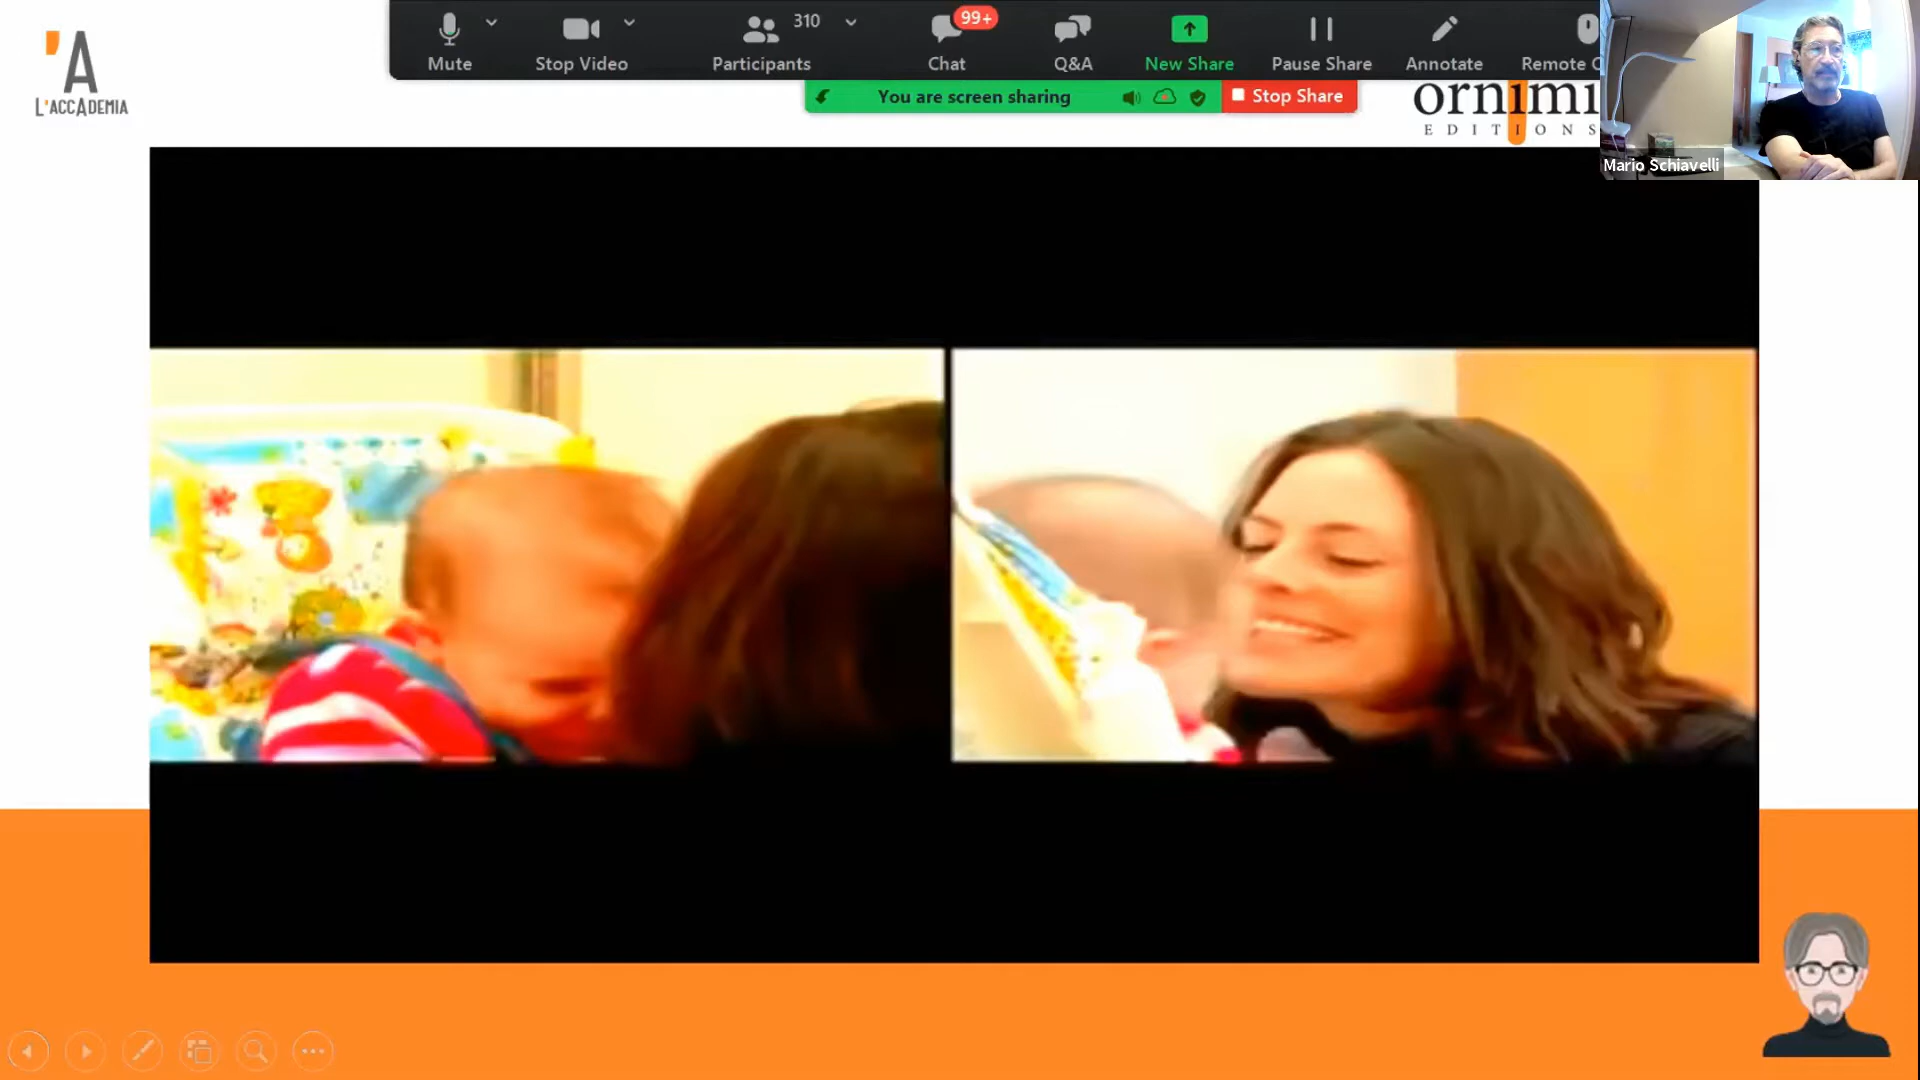 'A
L'ACCADEMIA
Mute
Stop Video
Participants
310
Chat
99+
Q&A
New Share
Pause Share
Annotate
Remote C
You are screen sharing
Stop Share
ornimi
EDITIONS
Mario Schiavelli